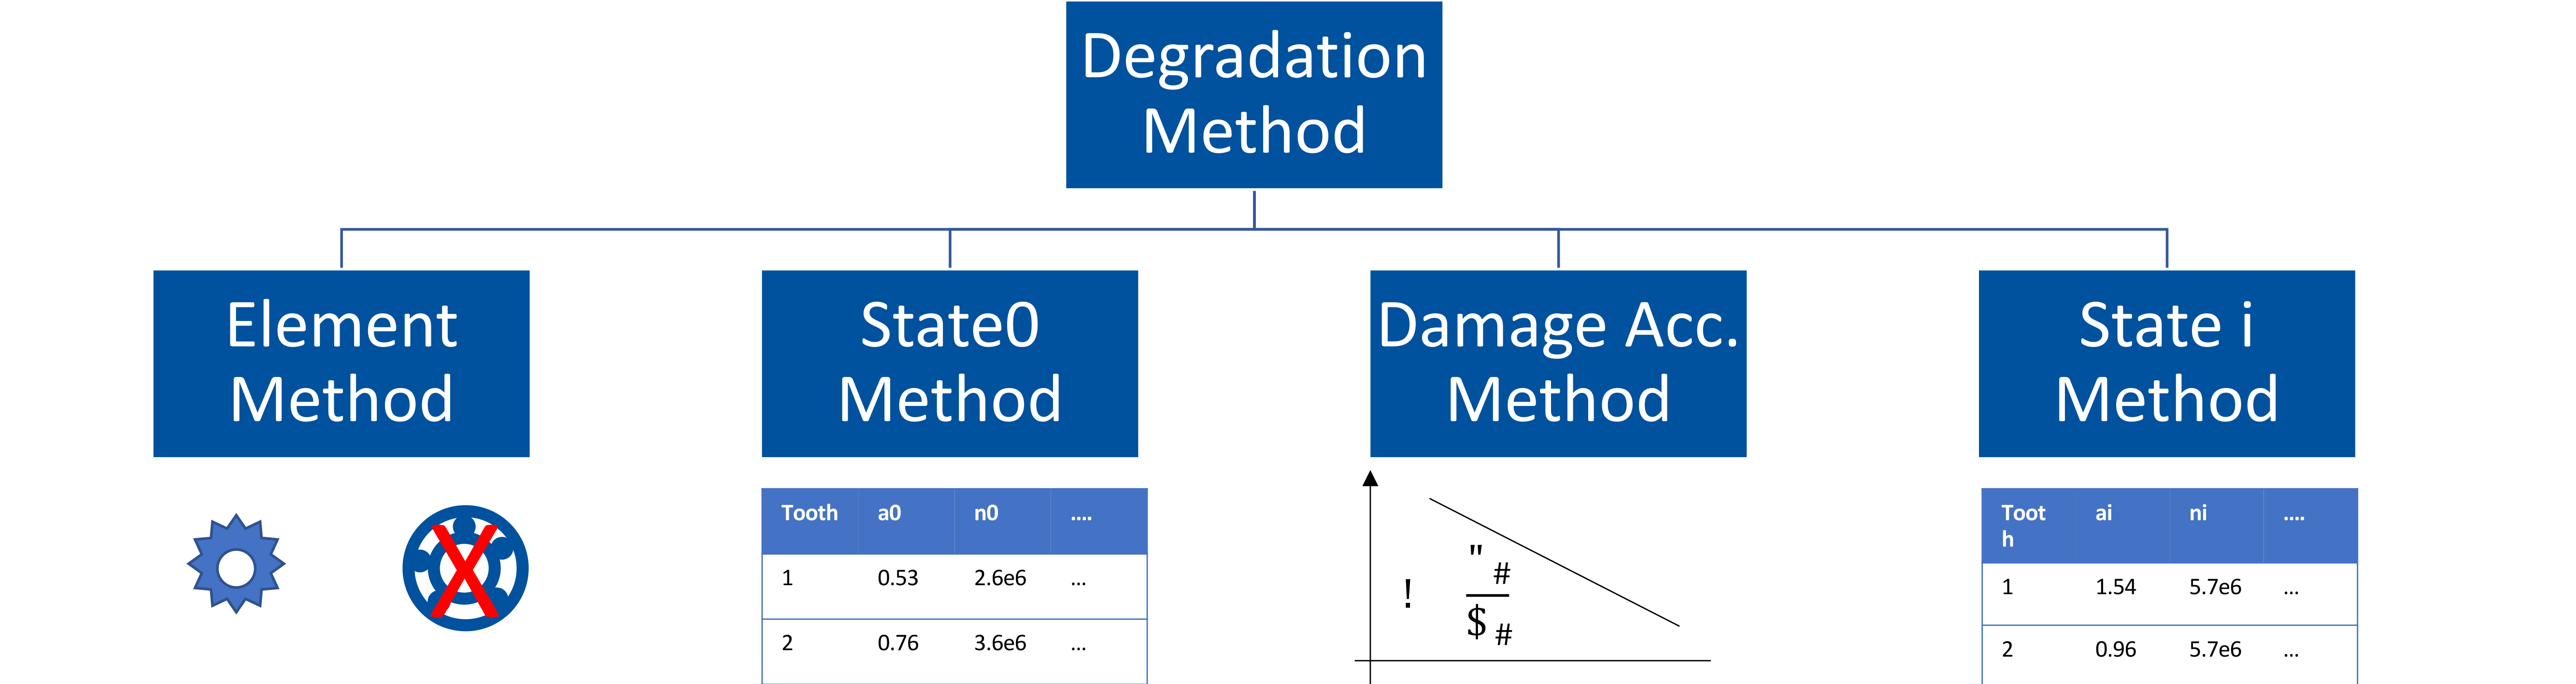 Degradation
Method
Element
Method
State0
Method
Damage Acc.
Method
State i
Method
Tooth a0 n0 ....
1 0.53 2.6e6 ...
2 0.76 3.6e6 ...
! " #
$ #
Toot
h ai ni ....
1 1.54 5.7e6 ...
2 0.96 5.7e6 ...